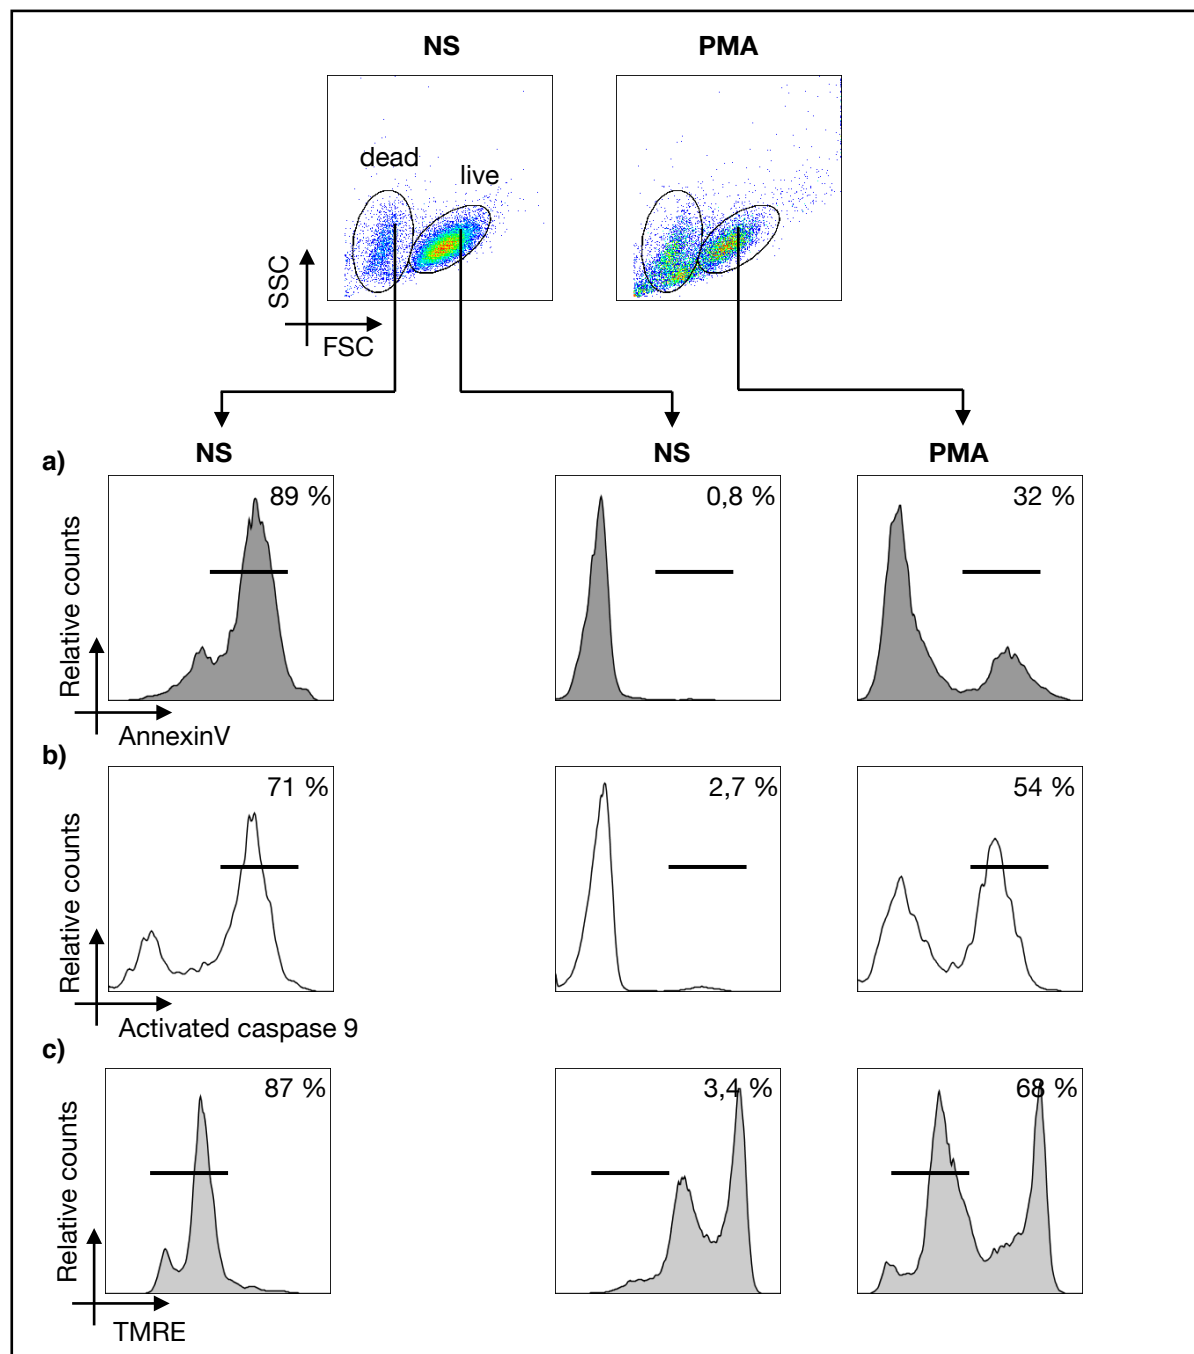 NS
PMA
dead
live
SSC
FSC
NS
NS
PMA
a)
89 %
0,8 %
32 %
Relative counts
AnnexinV
b)
71 %
2,7 %
54 %
Relative counts
Activated caspase 9
c)
87 %
3,4 %
68 %
Relative counts
TMRE